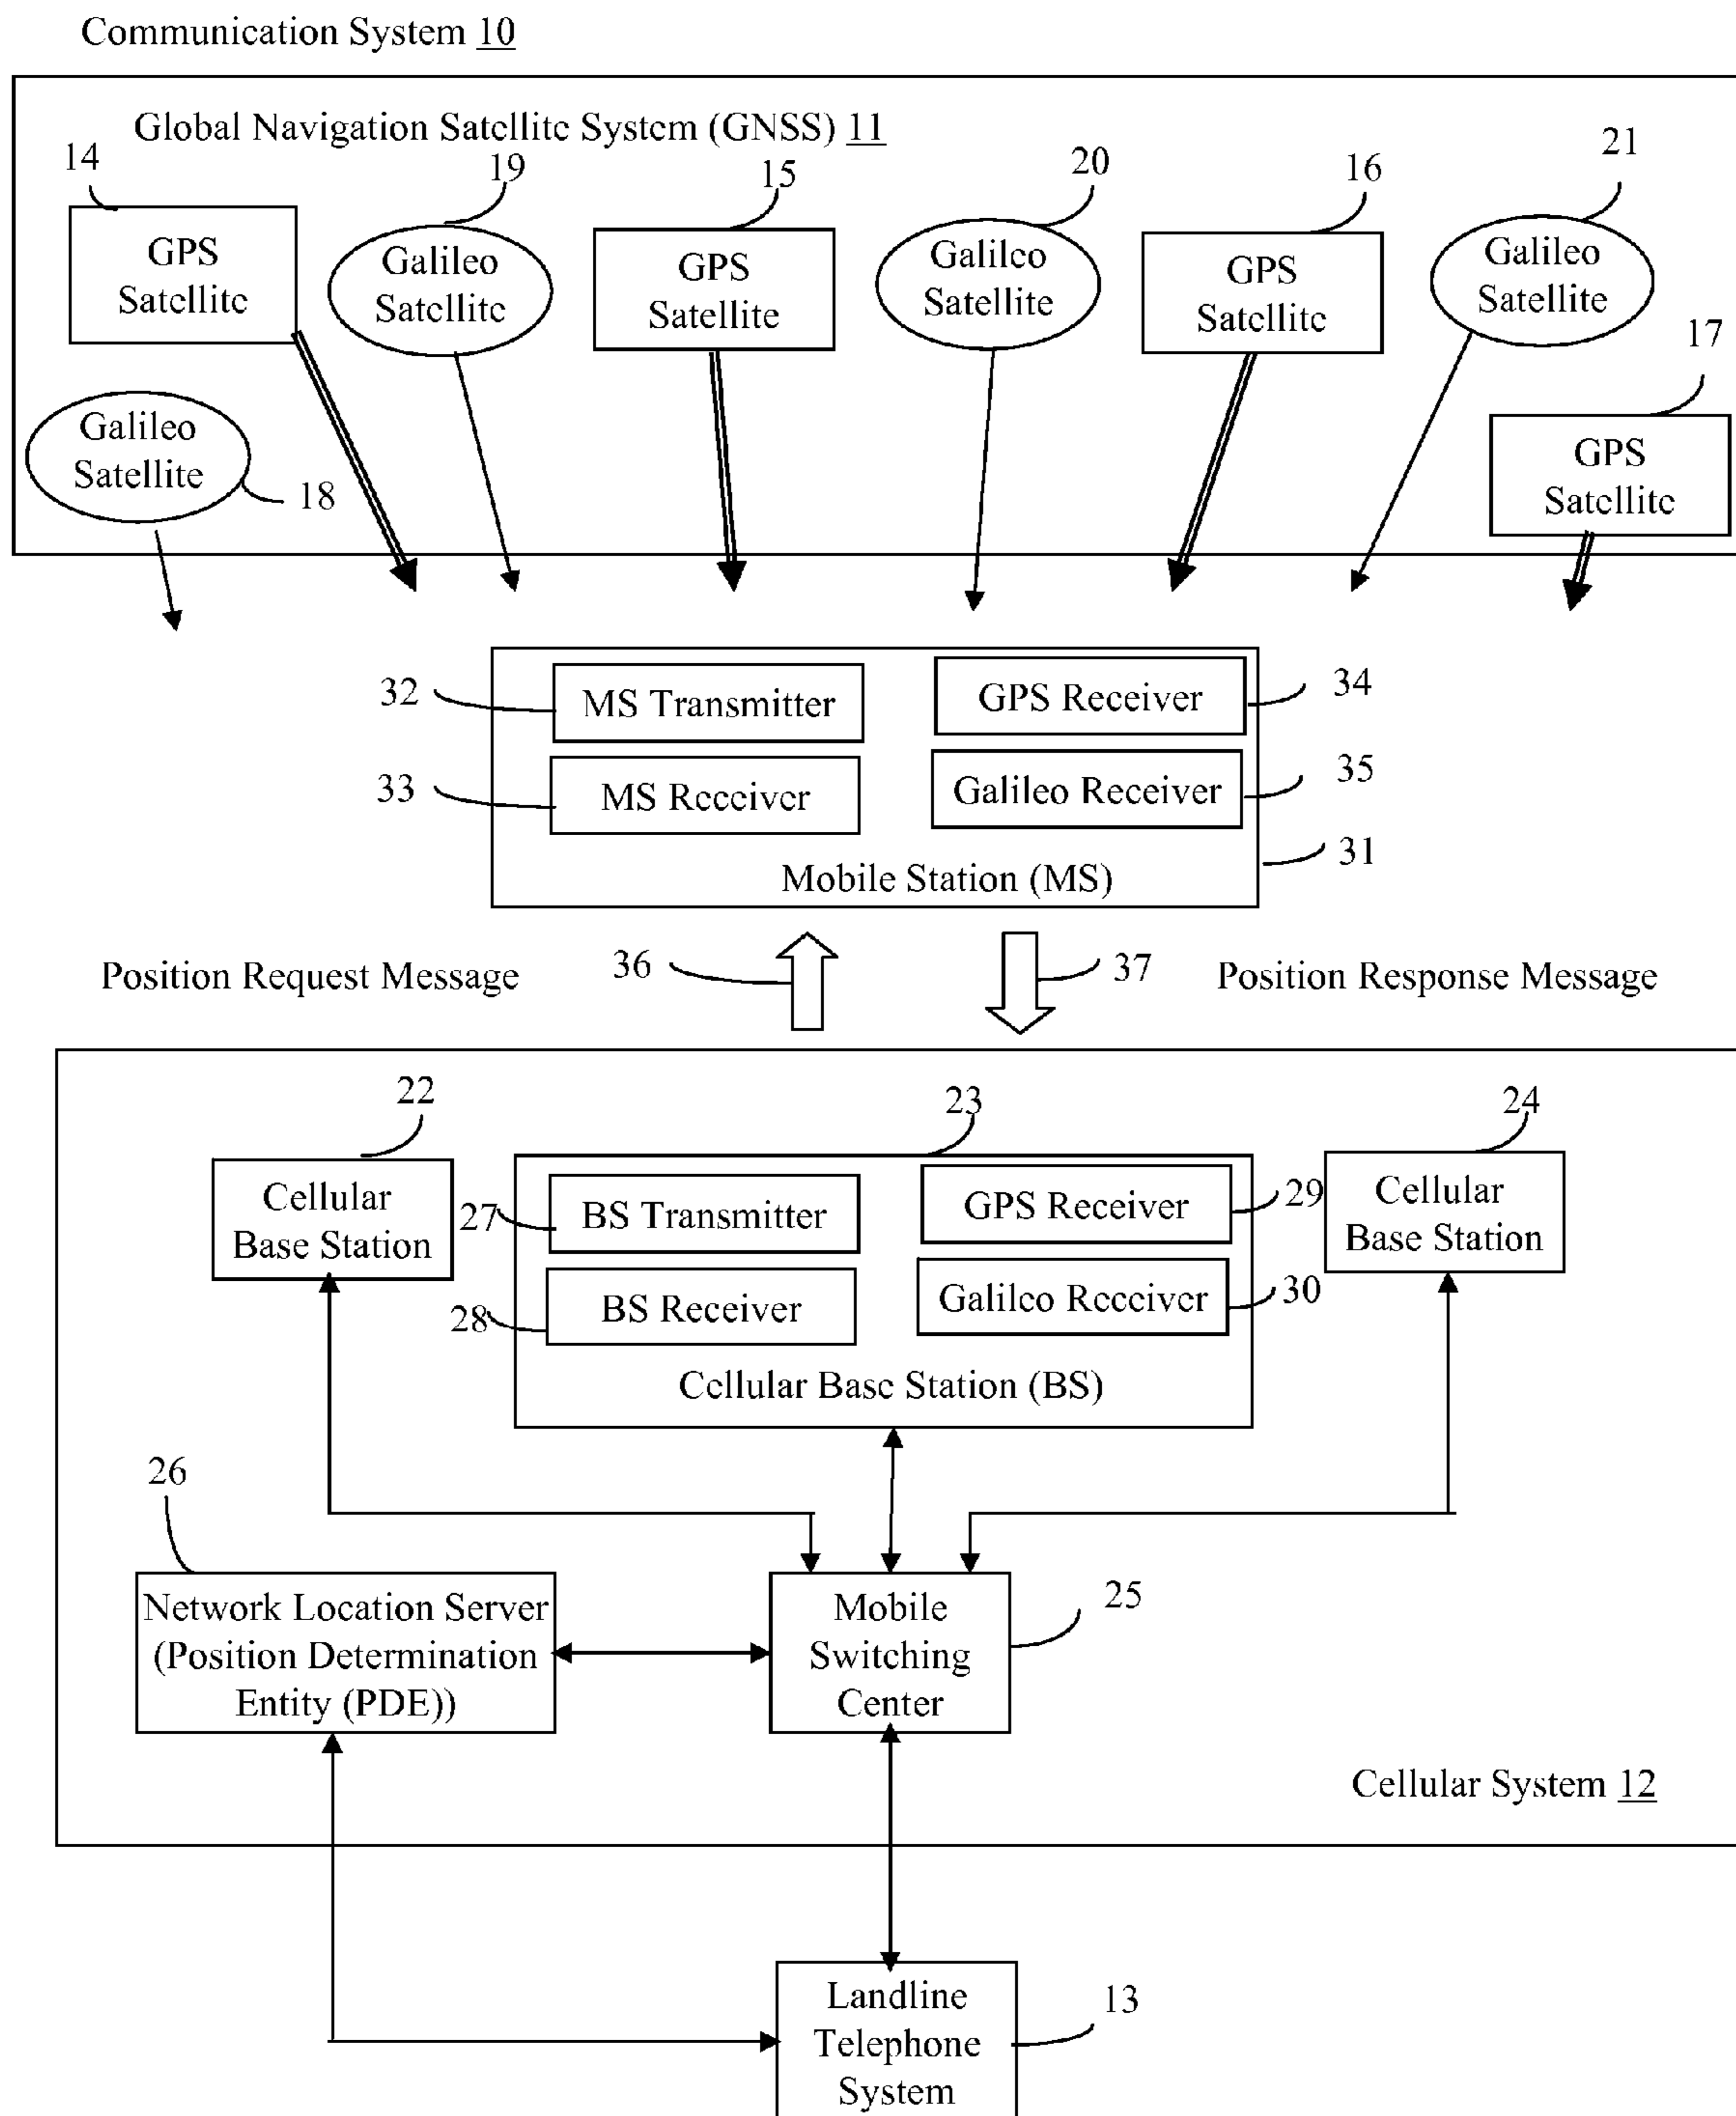 Communication System 10
Global Navigation Satellite System (GNSS) 11
14
19
15
20
16
21
GPS
Satellite
Galileo
Satellite
GPS
Satellite
Galileo
Satellite
GPS
Satellite
Galileo
Satellite
17
Galileo
Satellite
18
GPS
Satellite
32
MS Transmitter
GPS Receiver
34
33
MS Receiver
Galileo Receiver
35
31
Mobile Station (MS)
Position Request Message
36
37
Position Response Message
22
23
24
Cellular
Base Station
27
BS Transmitter
GPS Receiver
29
Cellular
Base Station
28
BS Receiver
Galileo Receiver
30
Cellular Base Station (BS)
26
Network Location Server
(Position Determination
Entity (PDE))
Mobile
Switching
Center
25
Cellular System 12
Landline
Telephone
System
13